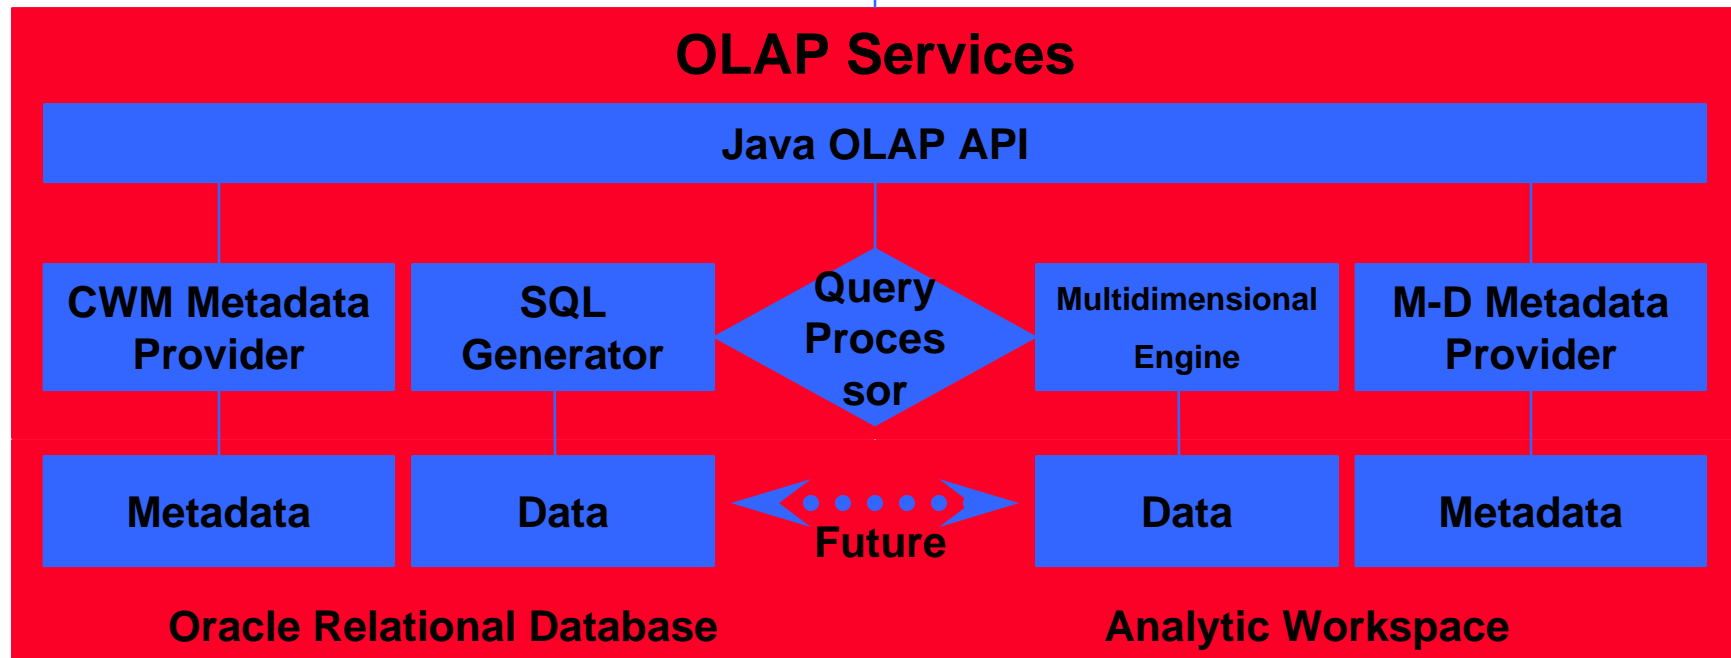 OLAP Services
Java OLAP API
CWM Metadata
Provider
SQL
Generator
Query
Proces
sor
Multidimensional
Engine
M-D Metadata
Provider
Metadata
Data
Future
Data
Metadata
Oracle Relational Database
Analytic Workspace